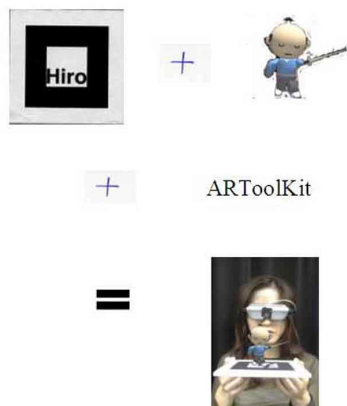 Hiro
+
+ ARToolKit
=